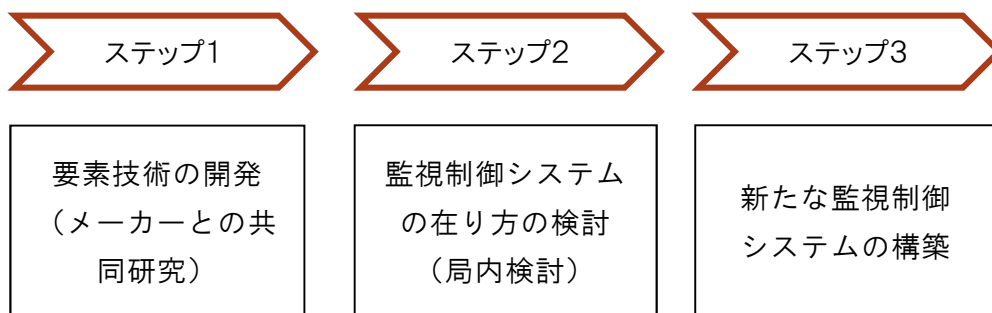 ステップ1
ステップ2
ステップ3
要素技術の開発
（メーカーとの共
同研究）
監視制御システム
の在り方の検討
（局内検討）
新たな監視制御
システムの構築